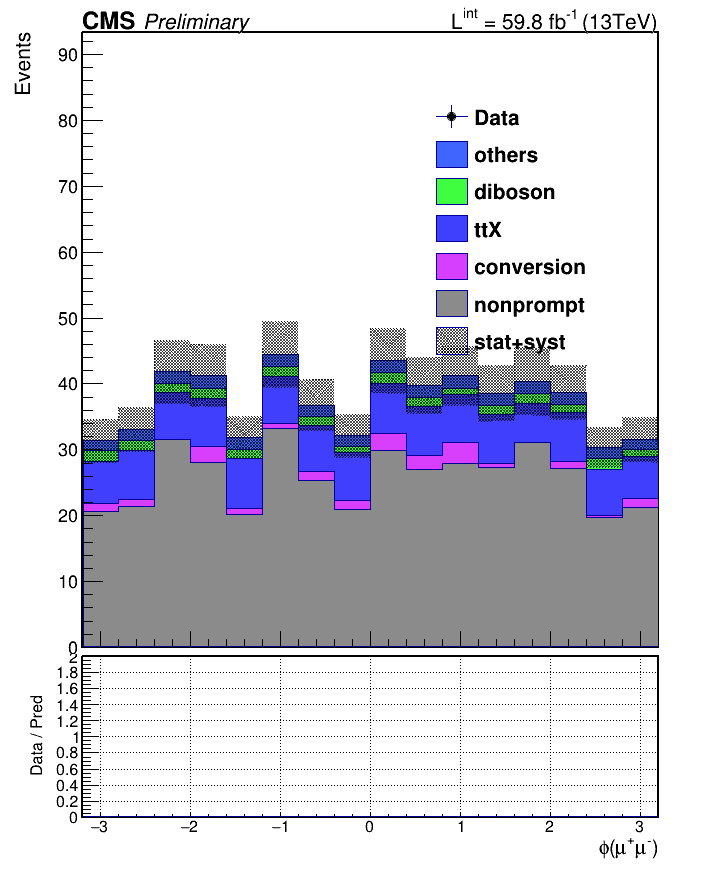 CMS Preliminary L^int = 59.8 fb^-1 (13TeV)
Events
90
80
70
60
50
40
30
20
10
0
Data
others
diboson
ttX
conversion
nonprompt
stat+syst
Data / Pred
2
1.8
1.6
1.4
1.2
1
0.8
0.6
0.4
0.2
0
−3 −2 −1 0 1 2 3
ϕ(μ⁺μ⁻)